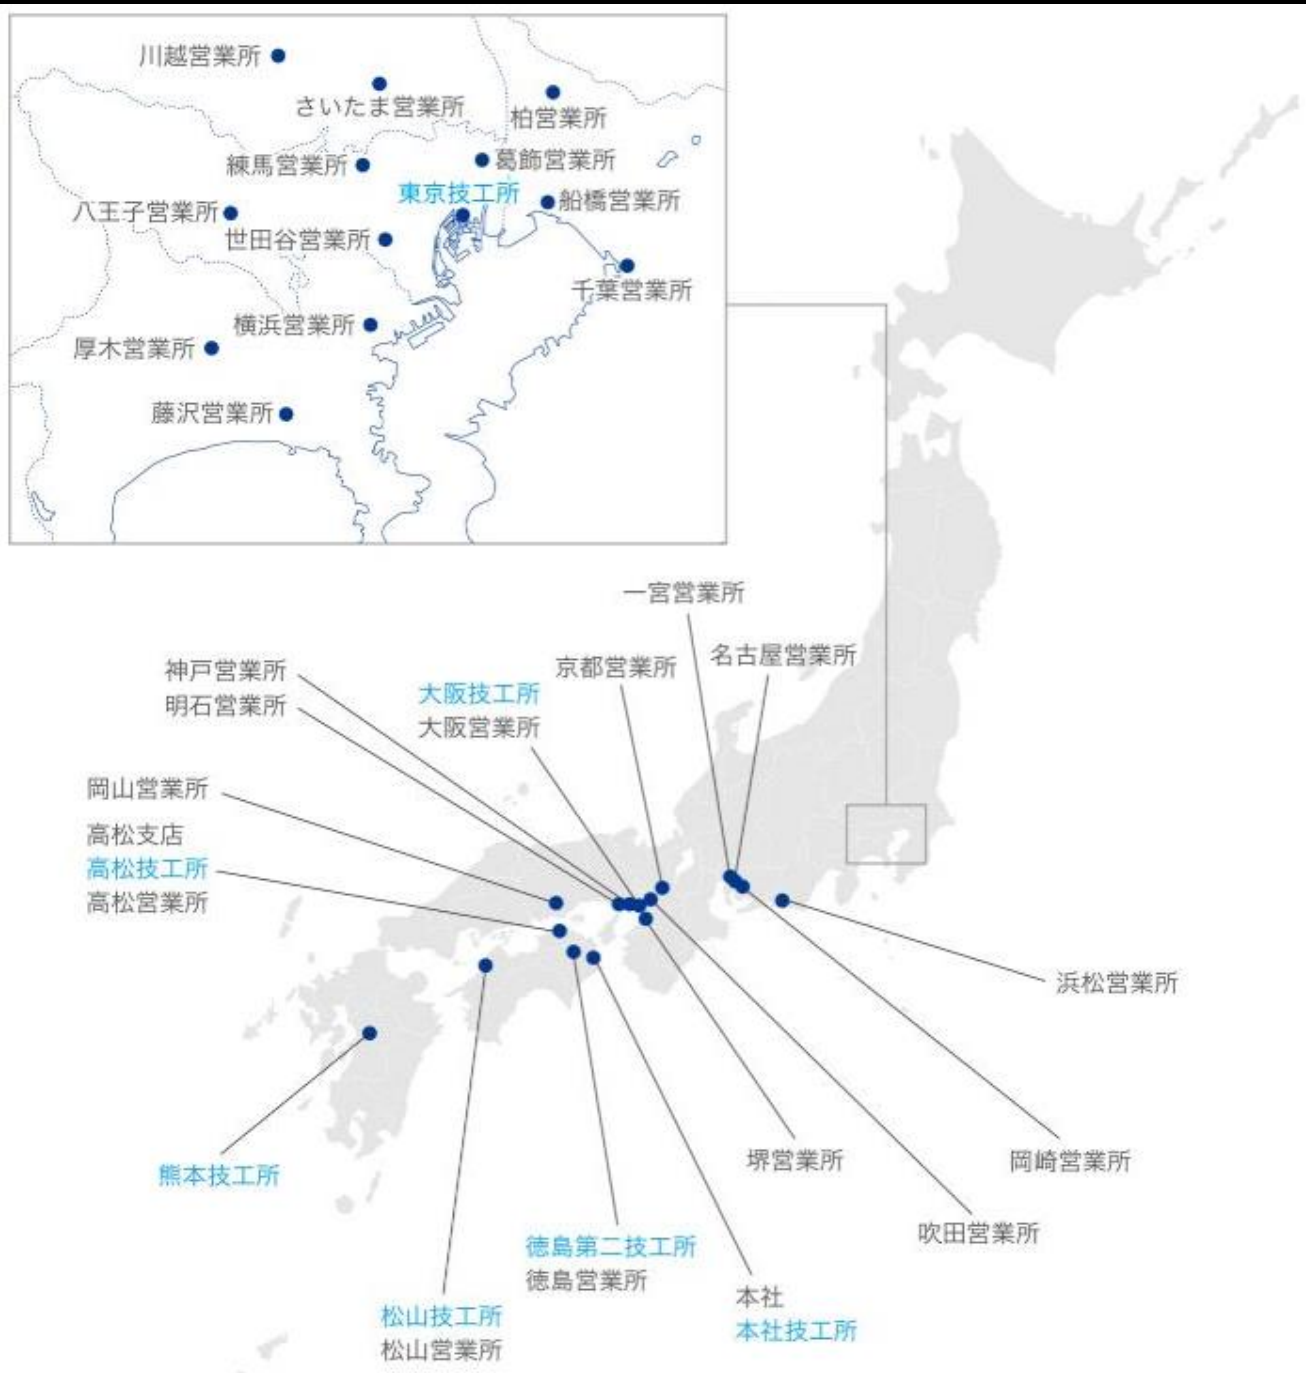 川越営業所
さいたま営業所
柏営業所
練馬営業所
葛飾営業所
東京技工所
船橋営業所
八王子営業所
世田谷営業所
千葉営業所
横浜営業所
厚木営業所
藤沢営業所
一宮営業所
名古屋営業所
京都営業所
神戸営業所
明石営業所
大阪技工所
大阪営業所
岡山営業所
高松支店
高松技工所
高松営業所
浜松営業所
堺営業所
岡崎営業所
熊本技工所
吹田営業所
徳島第二技工所
徳島営業所
本社
本社技工所
松山技工所
松山営業所